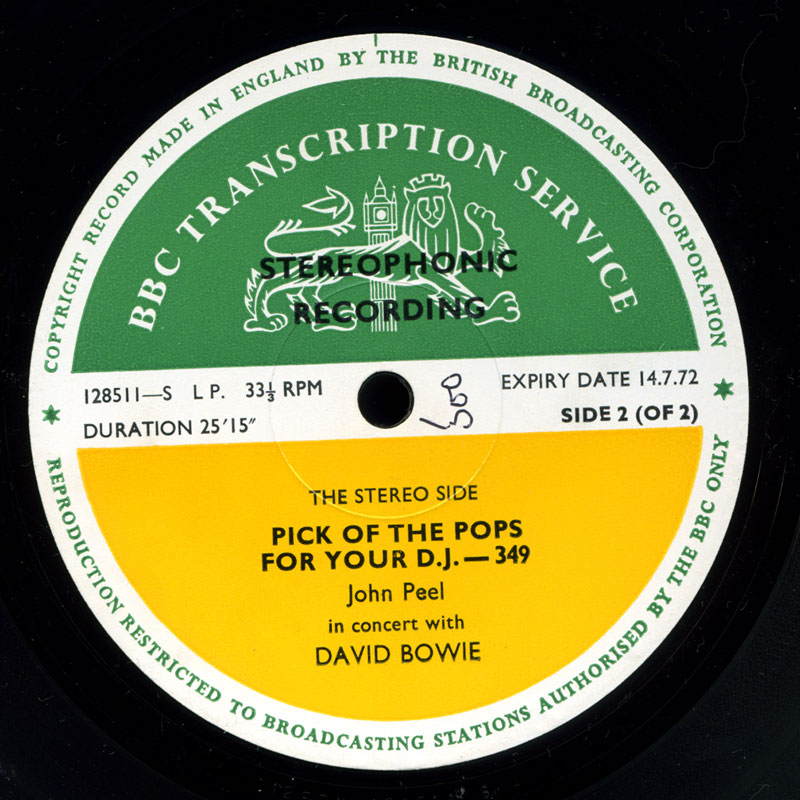 COPYRIGHT RECORD MADE IN ENGLAND BY THE BRITISH BROADCASTING CORPORATION
BBC TRANSCRIPTION SERVICE
STEREOPHONIC
RECORDING
128511—S L P. 33⅓ RPM
EXPIRY DATE 14.7.72
DURATION 25'15"
SIDE 2 (OF 2)
THE STEREO SIDE
PICK OF THE POPS
FOR YOUR D.J. — 349
John Peel
in concert with
DAVID BOWIE
REPRODUCTION RESTRICTED TO BROADCASTING STATIONS AUTHORISED BY THE BBC ONLY